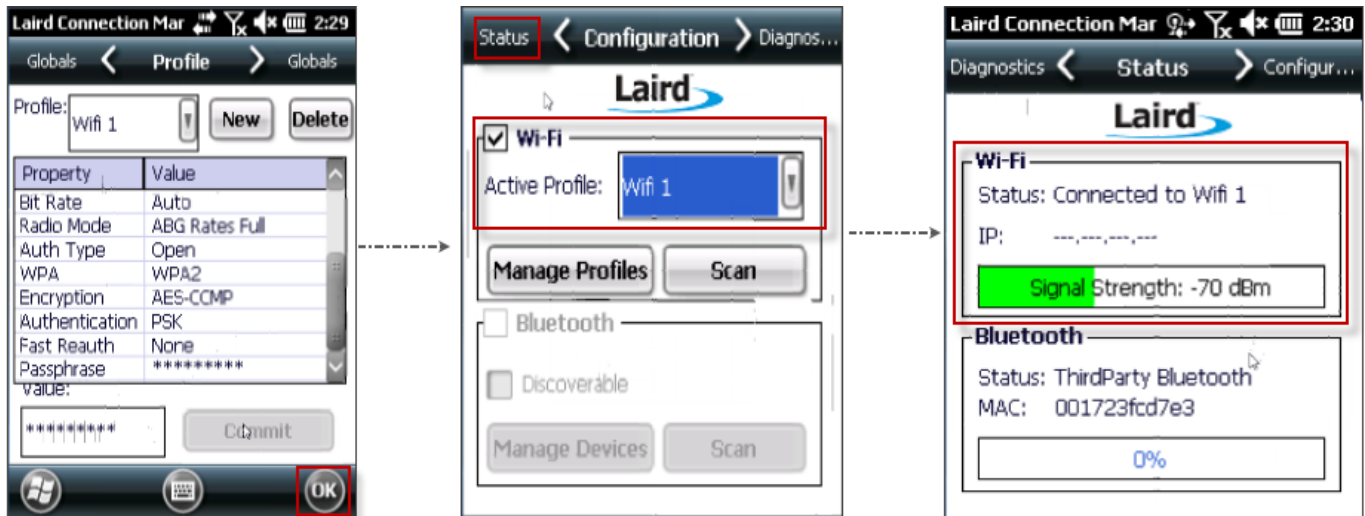 Laird Connection Mar 2:29
Globals Profile Globals
Profile: Wifi 1 New Delete
Property Value
Bit Rate Auto
Radio Mode ABG Rates Full
Auth Type Open
WPA WPA2
Encryption AES-CCMP
Authentication PSK
Fast Reauth None
Passphrase *********
Value:
********* Commit
OK
Status Configuration Diagnos...
Laird
Wi-Fi
Active Profile: Wifi 1
Manage Profiles Scan
Bluetooth
Discoverable
Manage Devices Scan
Laird Connection Mar 2:30
Diagnostics Status Configur...
Laird
Wi-Fi
Status: Connected to Wifi 1
IP: ---.---.---.---
Signal Strength: -70 dBm
Bluetooth
Status: ThirdParty Bluetooth
MAC: 001723fcd7e3
0%